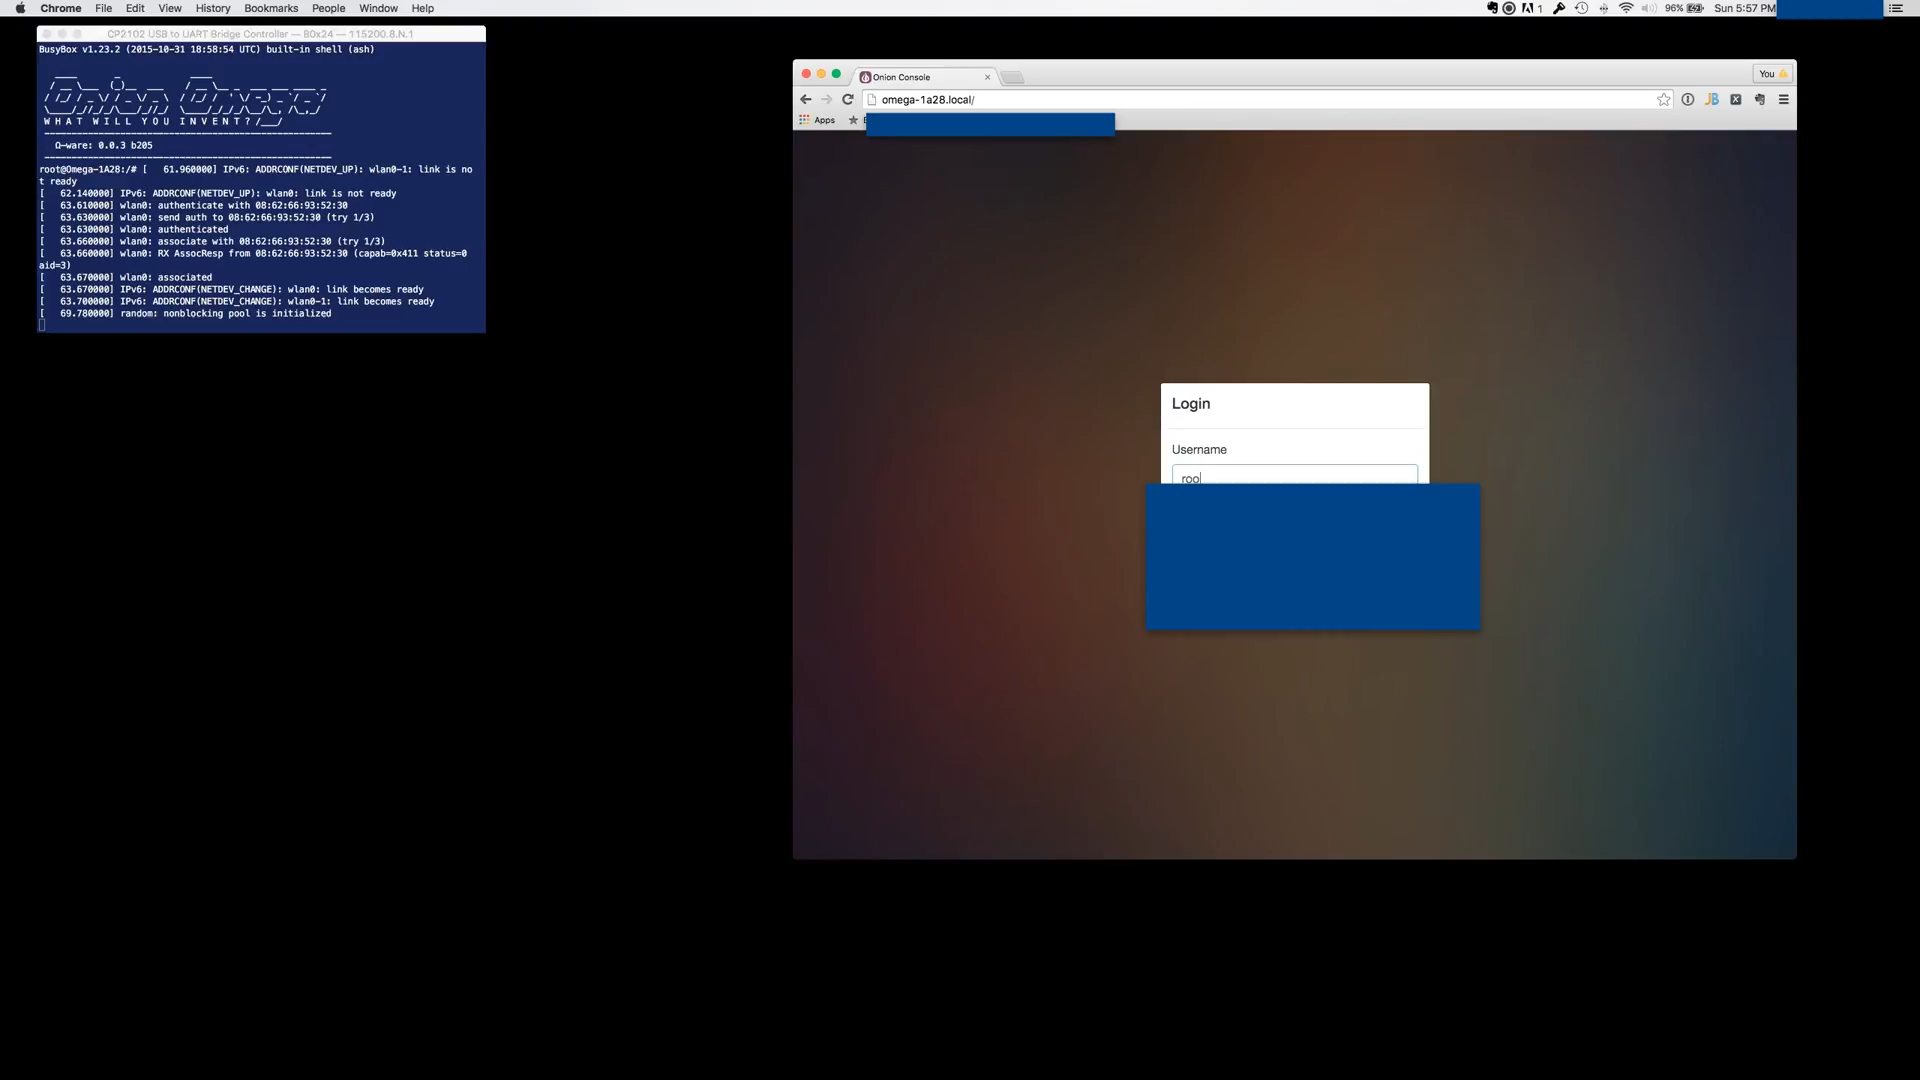 Chrome File Edit View History Bookmarks People Window Help
1 96% Sun 5:57 PM
CP2102 USB to UART Bridge Controller — 80x24 — 115200.8.N.1
BusyBox v1.23.2 (2015-10-31 18:58:54 UTC) built-in shell (ash)
W H A T W I L L Y O U I N V E N T ?
Ω-ware: 0.0.3 b205
root@Omega-1A28:/# [ 61.960000] IPv6: ADDRCONF(NETDEV_UP): wlan0-1: link is no
t ready
[ 62.140000] IPv6: ADDRCONF(NETDEV_UP): wlan0: link is not ready
[ 63.610000] wlan0: authenticate with 08:62:66:93:52:30
[ 63.630000] wlan0: send auth to 08:62:66:93:52:30 (try 1/3)
[ 63.630000] wlan0: authenticated
[ 63.660000] wlan0: associate with 08:62:66:93:52:30 (try 1/3)
[ 63.660000] wlan0: RX AssocResp from 08:62:66:93:52:30 (capab=0x411 status=0
aid=3)
[ 63.670000] wlan0: associated
[ 63.670000] IPv6: ADDRCONF(NETDEV_CHANGE): wlan0: link becomes ready
[ 63.700000] IPv6: ADDRCONF(NETDEV_CHANGE): wlan0-1: link becomes ready
[ 69.780000] random: nonblocking pool is initialized
Onion Console
You
omega-1a28.local/
JB
Apps
Login
Username
roo